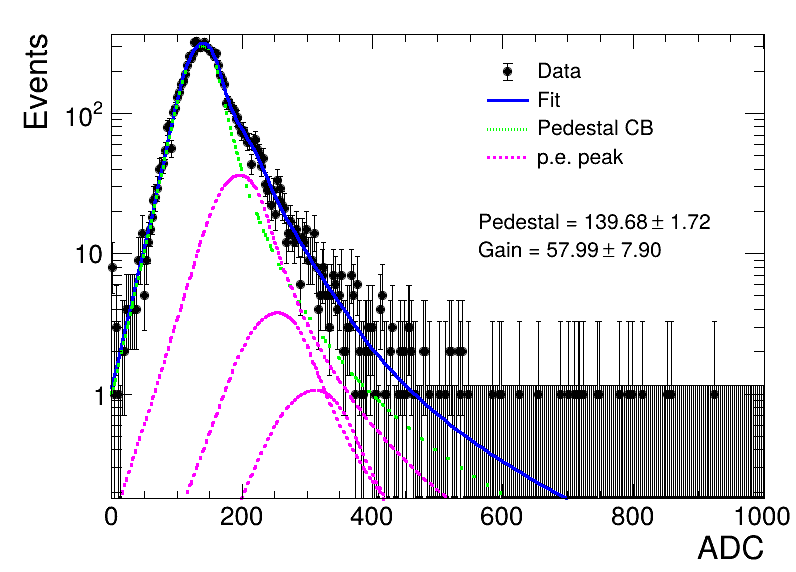 Events
10²
10
1
Data
Fit
Pedestal CB
p.e. peak
Pedestal = 139.68 ± 1.72
Gain = 57.99 ± 7.90
0 200 400 600 800 1000
ADC